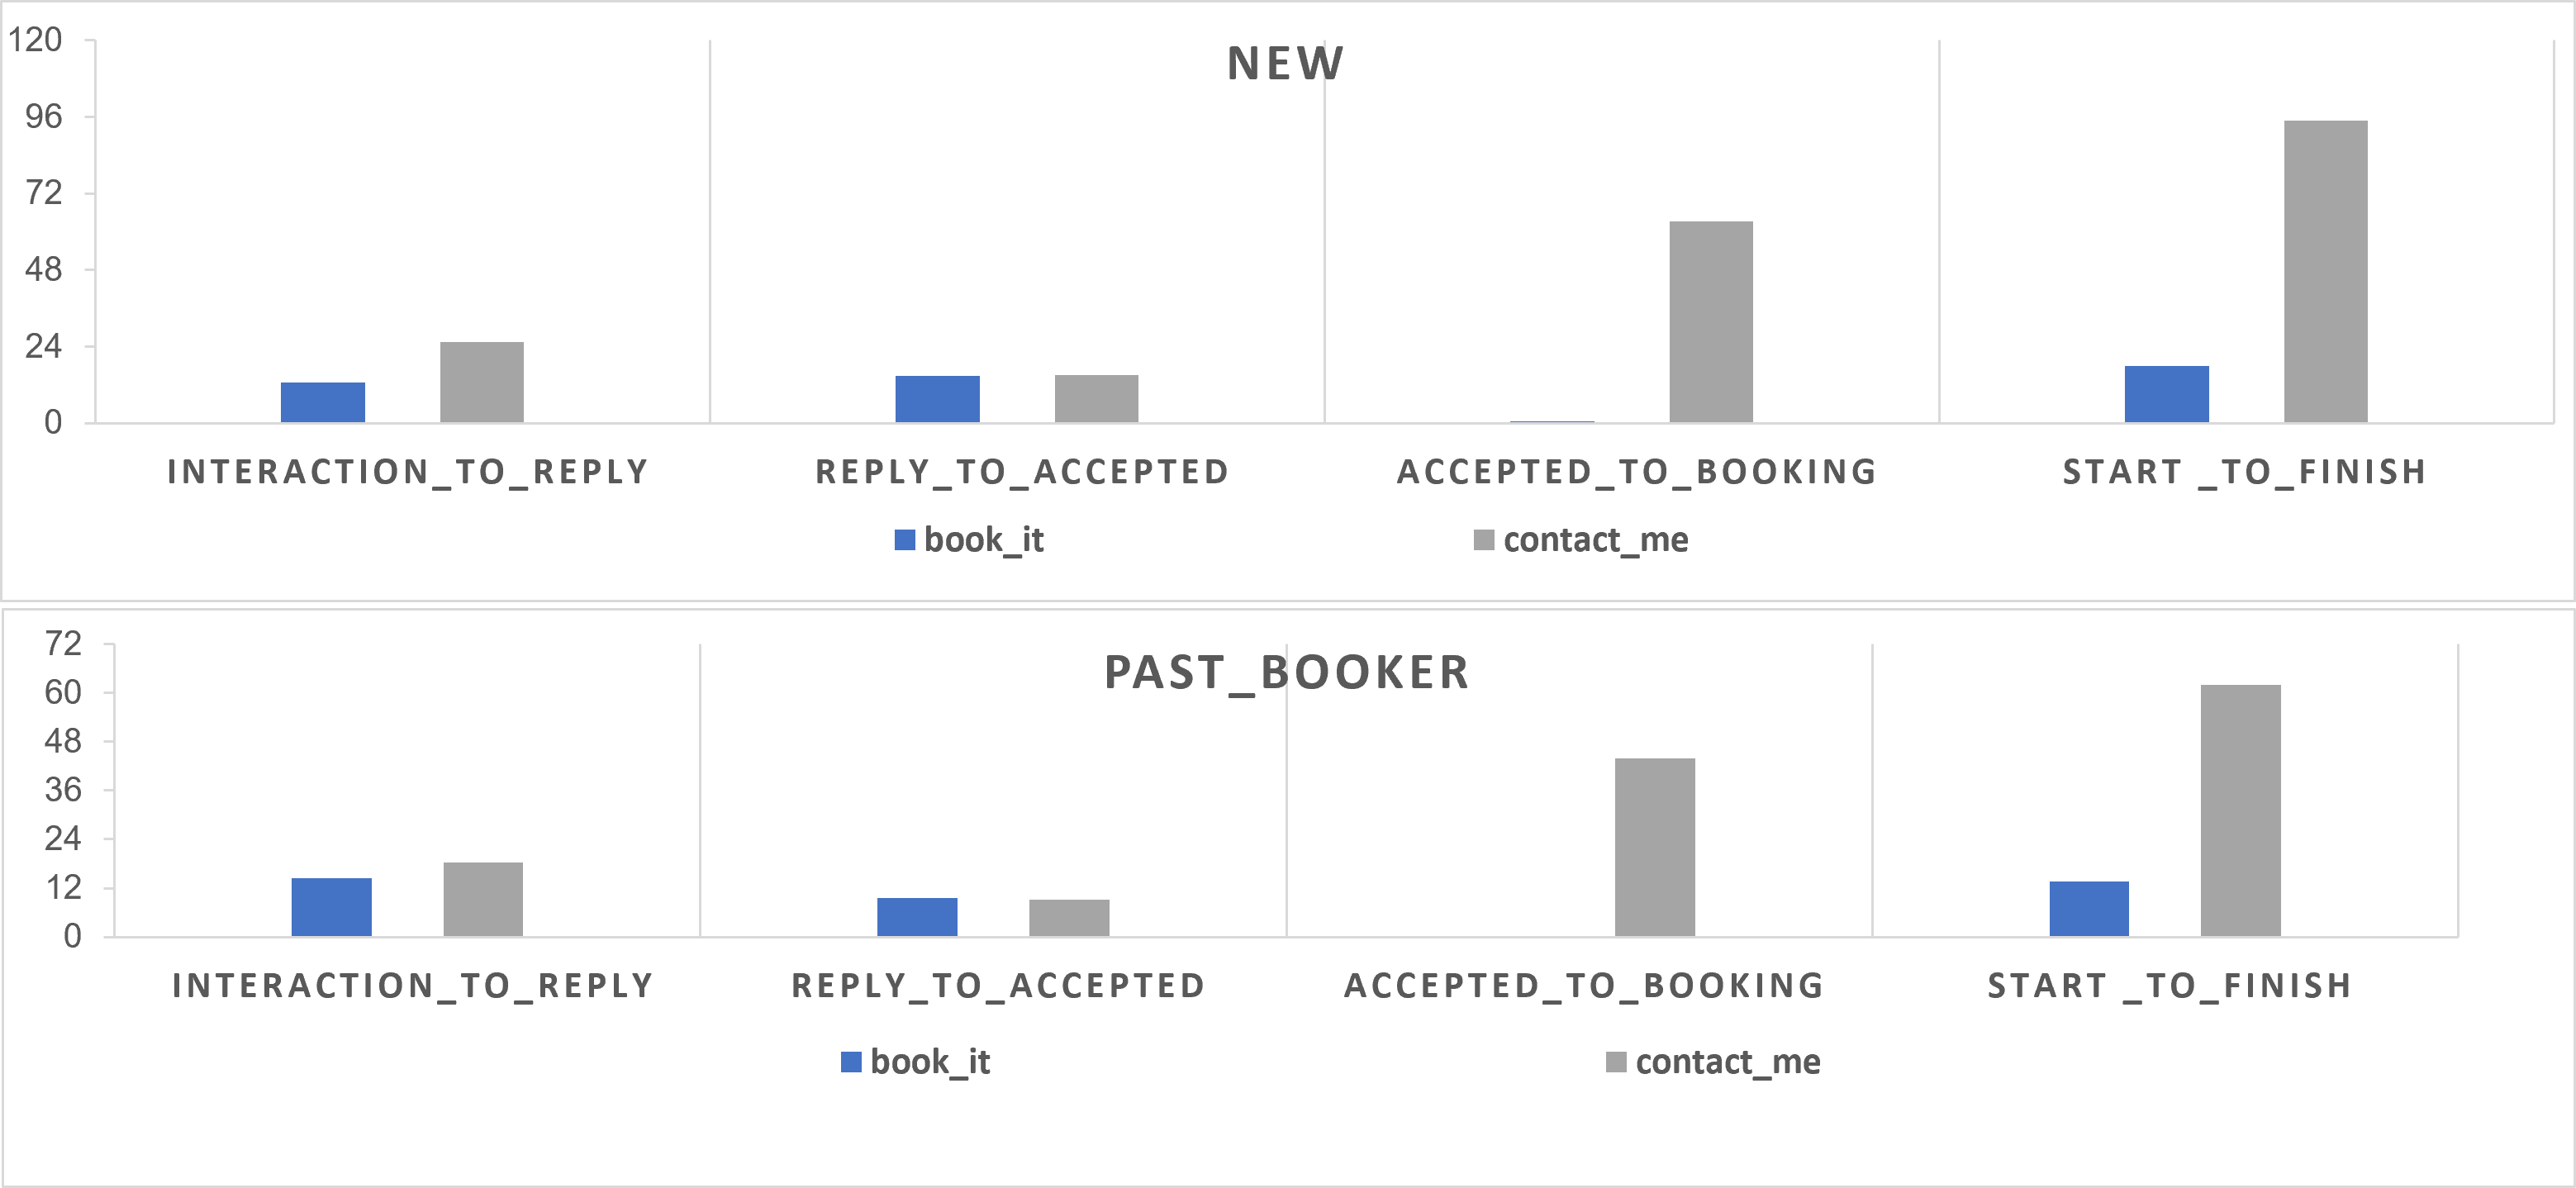 NEW
120
96
72
48
24
0
INTERACTION_TO_REPLY REPLY_TO_ACCEPTED ACCEPTED_TO_BOOKING START _TO_FINISH
book_it contact_me
PAST_BOOKER
72
60
48
36
24
12
0
INTERACTION_TO_REPLY REPLY_TO_ACCEPTED ACCEPTED_TO_BOOKING START _TO_FINISH
book_it contact_me